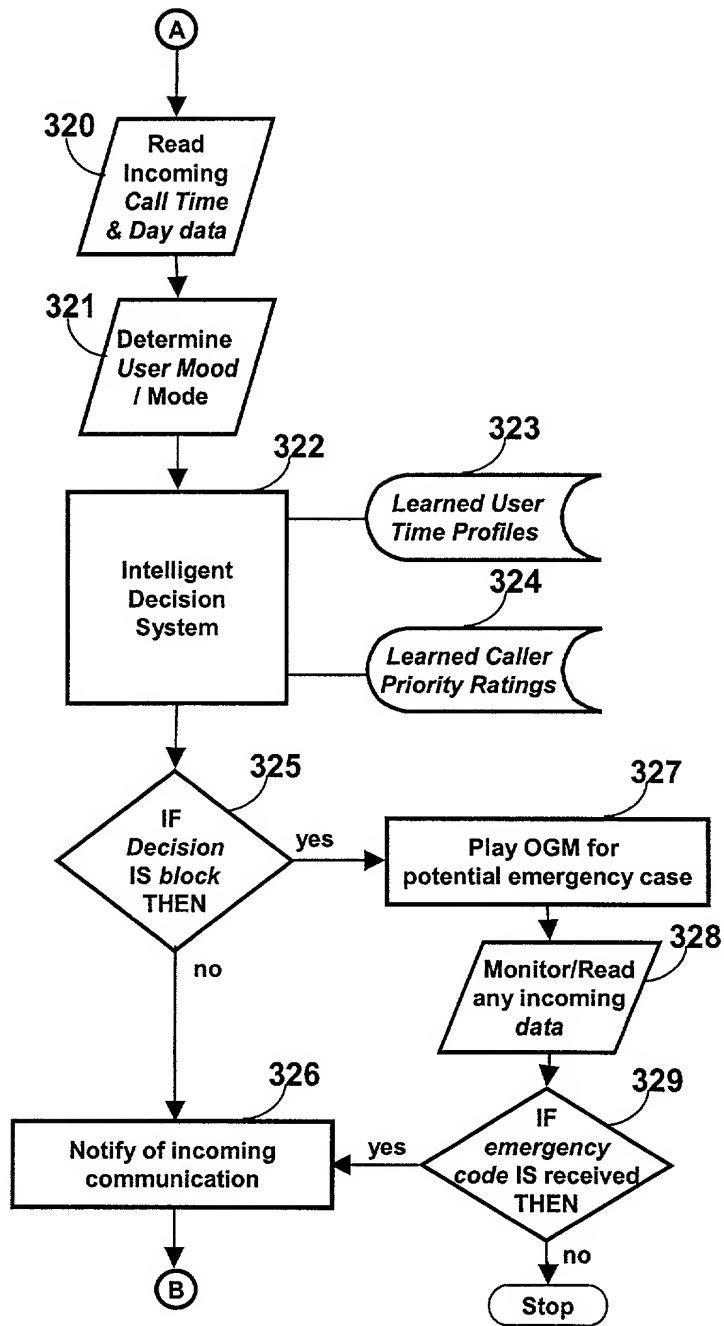 A
320
Read
Incoming
Call Time
& Day data
321
Determine
User Mood
/ Mode
322
Intelligent
Decision
System
323
Learned User
Time Profiles
324
Learned Caller
Priority Ratings
325
IF
Decision
IS block
THEN
yes
no
327
Play OGM for
potential emergency case
328
Monitor/Read
any incoming
data
329
IF
emergency
code IS received
THEN
yes
no
326
Notify of incoming
communication
B
Stop